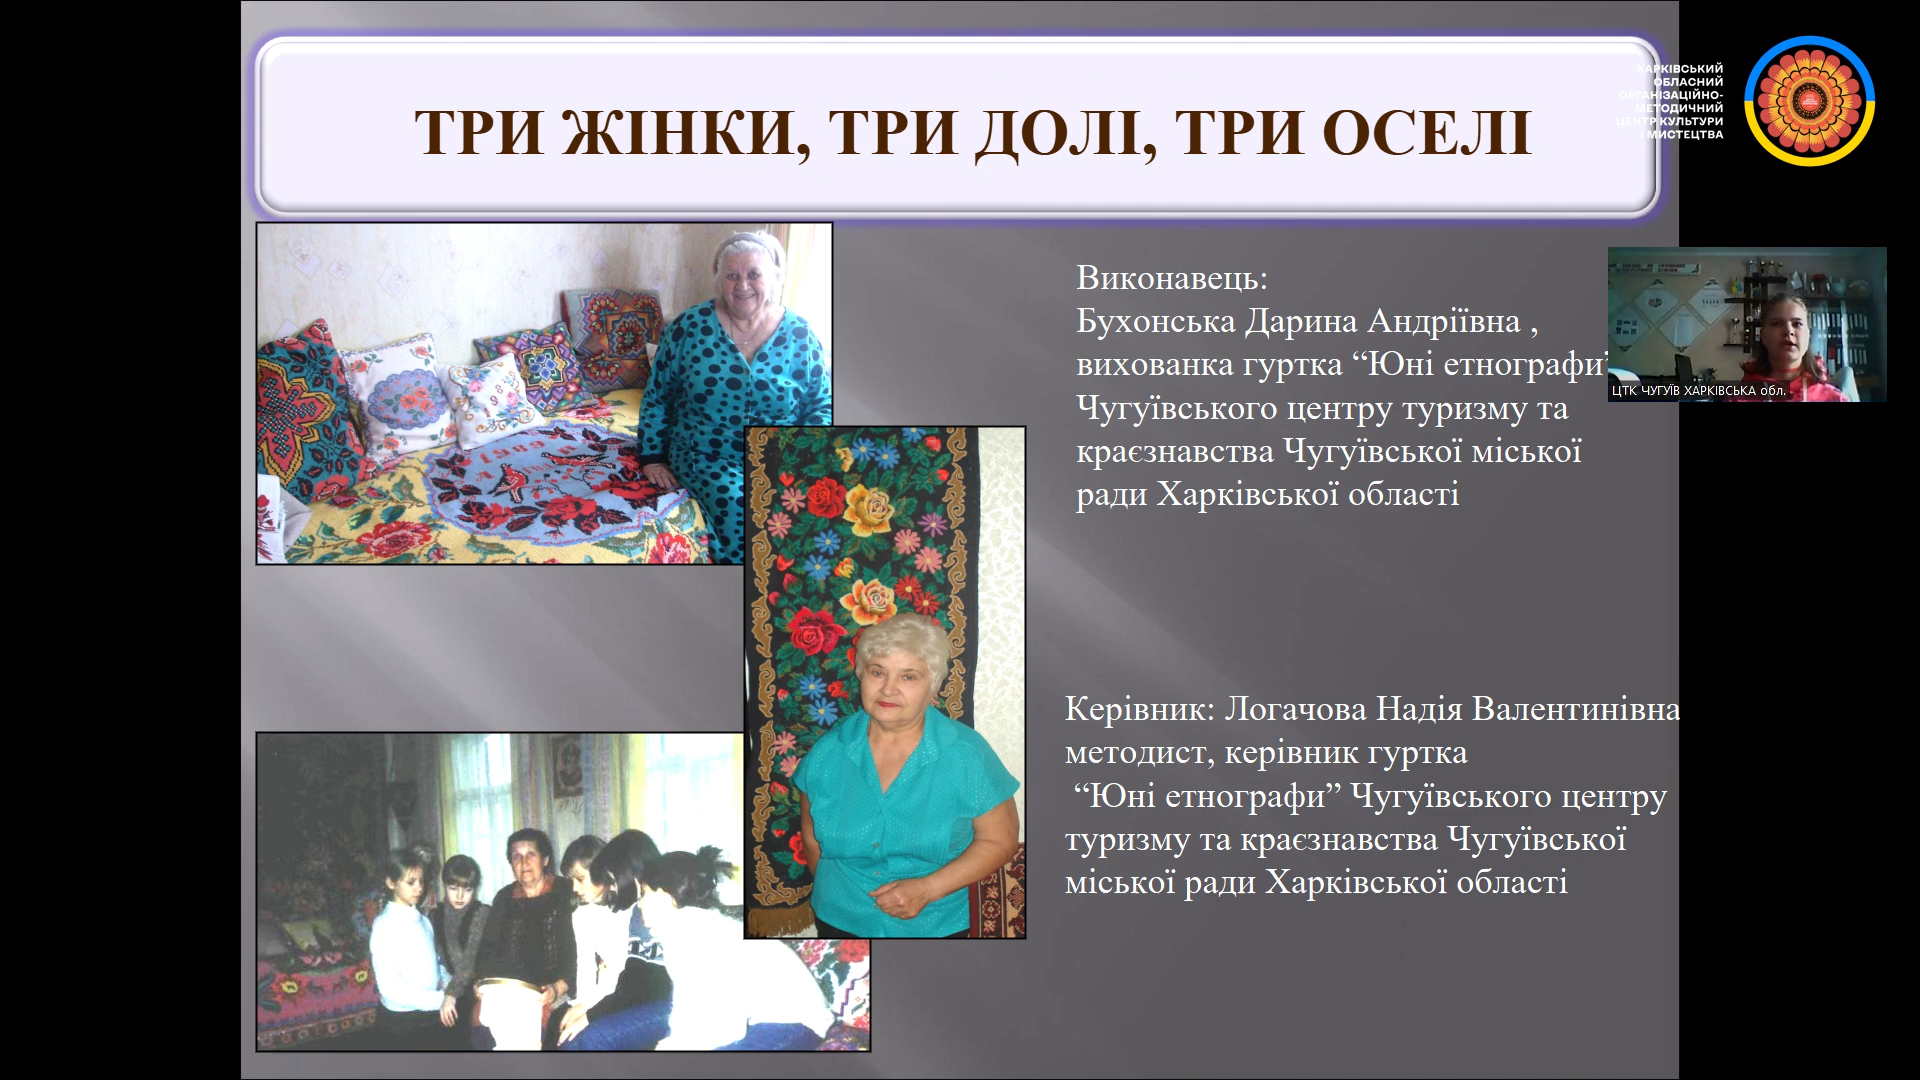 ТРИ ЖІНКИ, ТРИ ДОЛІ, ТРИ ОСЕЛІ
ХАРКІВСЬКИЙ
ОБЛАСНИЙ
ОРГАНІЗАЦІЙНО-
МЕТОДИЧНИЙ
ЦЕНТР КУЛЬТУРИ
І МИСТЕЦТВА
Виконавець:
Бухонська Дарина Андріївна ,
вихованка гуртка “Юні етнографи”
Чугуївського центру туризму та
краєзнавства Чугуївської міської
ради Харківської області
ЦТК ЧУГУЇВ ХАРКІВСЬКА обл.
Керівник: Логачова Надія Валентинівна
методист, керівник гуртка
“Юні етнографи” Чугуївського центру
туризму та краєзнавства Чугуївської
міської ради Харківської області